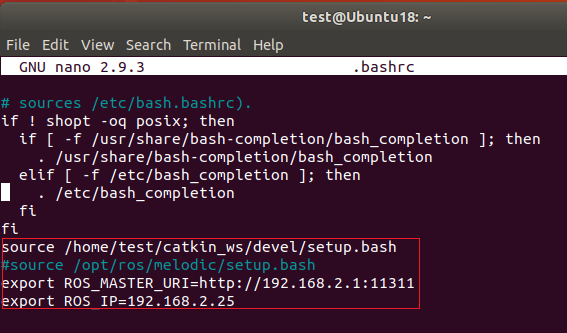 test@Ubuntu18: ~
File Edit View Search Terminal Help
GNU nano 2.9.3 .bashrc
# sources /etc/bash.bashrc).
if ! shopt -oq posix; then
if [ -f /usr/share/bash-completion/bash_completion ]; then
. /usr/share/bash-completion/bash_completion
elif [ -f /etc/bash_completion ]; then
. /etc/bash_completion
fi
fi
source /home/test/catkin_ws/devel/setup.bash
#source /opt/ros/melodic/setup.bash
export ROS_MASTER_URI=http://192.168.2.1:11311
export ROS_IP=192.168.2.25